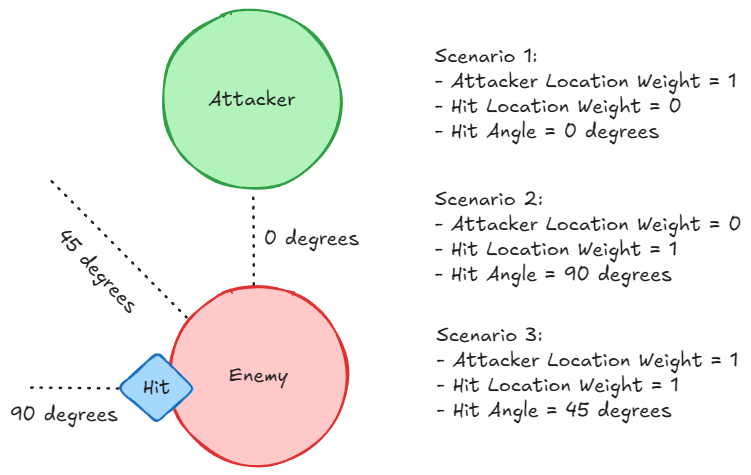 Attacker
0 degrees
45 degrees
Hit
Enemy
90 degrees
Scenario 1:
- Attacker Location Weight = 1
- Hit Location Weight = 0
- Hit Angle = 0 degrees
Scenario 2:
- Attacker Location Weight = 0
- Hit Location Weight = 1
- Hit Angle = 90 degrees
Scenario 3:
- Attacker Location Weight = 1
- Hit Location Weight = 1
- Hit Angle = 45 degrees